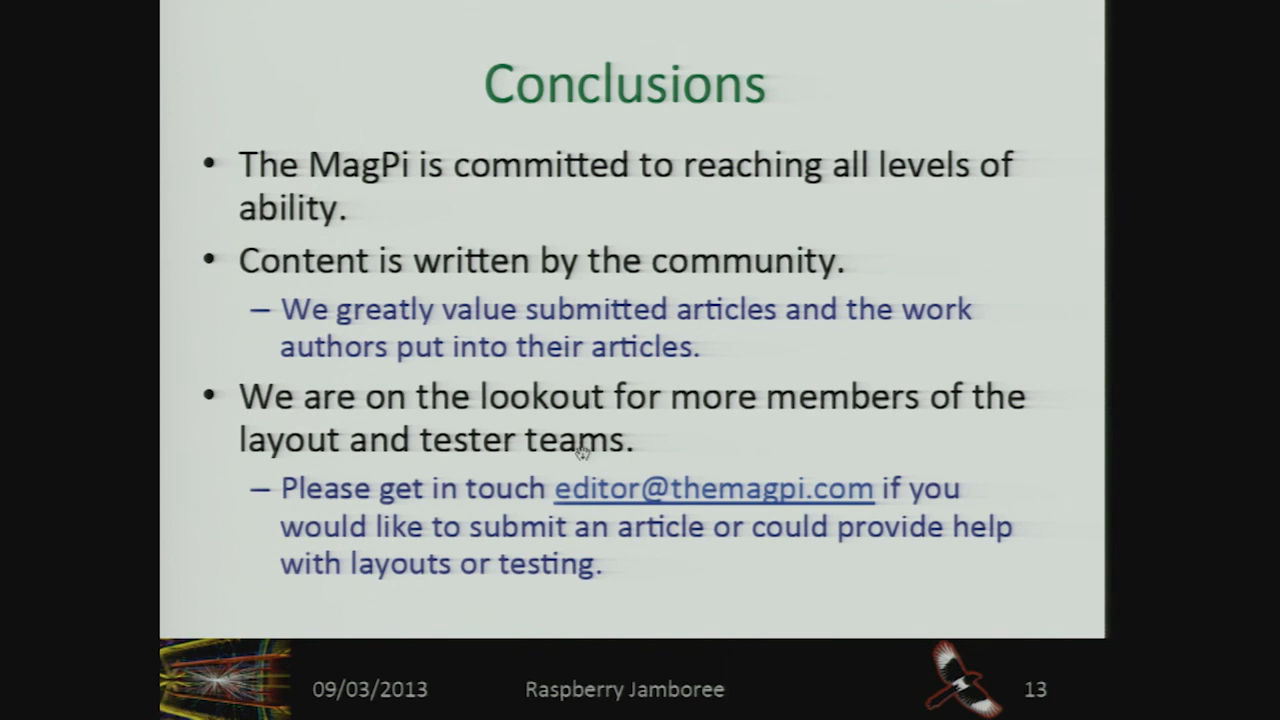 Conclusions
• The MagPi is committed to reaching all levels of
ability.
• Content is written by the community.
– We greatly value submitted articles and the work
authors put into their articles.
• We are on the lookout for more members of the
layout and tester teams.
– Please get in touch editor@themagpi.com if you
would like to submit an article or could provide help
with layouts or testing.
09/03/2013 Raspberry Jamboree 13